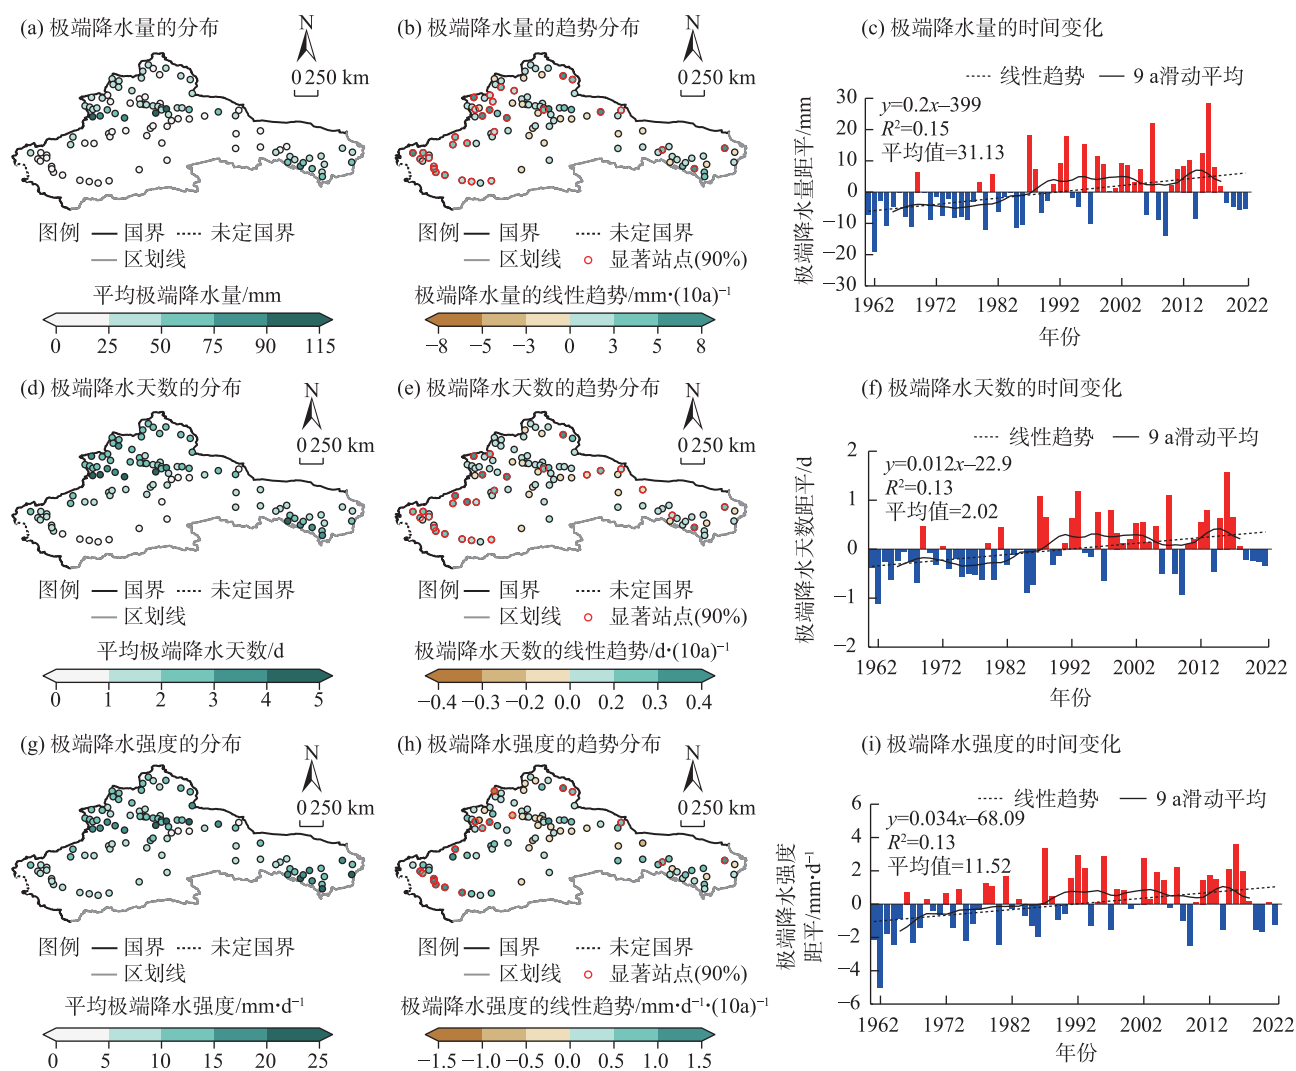 (a) 极端降水量的分布
N
0 250 km
图例 国界 未定国界
区划线
平均极端降水量/mm
0 25 50 75 90 115
(b) 极端降水量的趋势分布
N
0 250 km
图例 国界 未定国界
区划线 显著站点(90%)
极端降水量的线性趋势/mm·(10a)⁻¹
−8 −5 −3 0 3 5 8
(c) 极端降水量的时间变化
线性趋势 9 a滑动平均
y=0.2x–399
R²=0.15
平均值=31.13
极端降水量距平/mm
30
20
10
0
−10
−20
−30
1962 1972 1982 1992 2002 2012 2022
年份
(d) 极端降水天数的分布
N
0 250 km
图例 国界 未定国界
区划线
平均极端降水天数/d
0 1 2 3 4 5
(e) 极端降水天数的趋势分布
N
0 250 km
图例 国界 未定国界
区划线 显著站点(90%)
极端降水天数的线性趋势/d·(10a)⁻¹
−0.4 −0.3 −0.2 0.0 0.2 0.3 0.4
(f) 极端降水天数的时间变化
线性趋势 9 a滑动平均
y=0.012x–22.9
R²=0.13
平均值=2.02
极端降水天数距平/d
2
1
0
−1
−2
1962 1972 1982 1992 2002 2012 2022
年份
(g) 极端降水强度的分布
N
0 250 km
图例 国界 未定国界
区划线
平均极端降水强度/mm·d⁻¹
0 5 10 15 20 25
(h) 极端降水强度的趋势分布
N
0 250 km
图例 国界 未定国界
区划线 显著站点(90%)
极端降水强度的线性趋势/mm·d⁻¹·(10a)⁻¹
−1.5 −1.0 −0.5 0.0 0.5 1.0 1.5
(i) 极端降水强度的时间变化
线性趋势 9 a滑动平均
y=0.034x–68.09
R²=0.13
平均值=11.52
极端降水强度
距平/mm·d⁻¹
6
4
2
0
−2
−4
−6
1962 1972 1982 1992 2002 2012 2022
年份